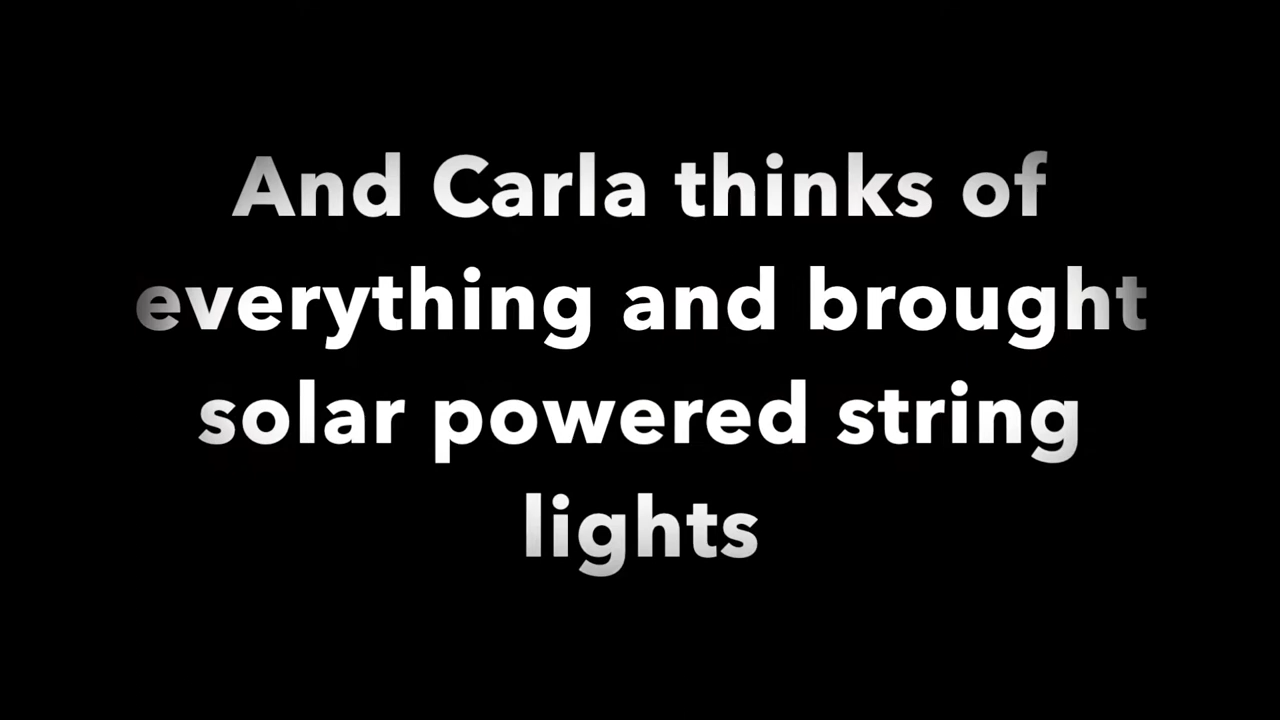 And Carla thinks of
everything and brought
solar powered string
lights